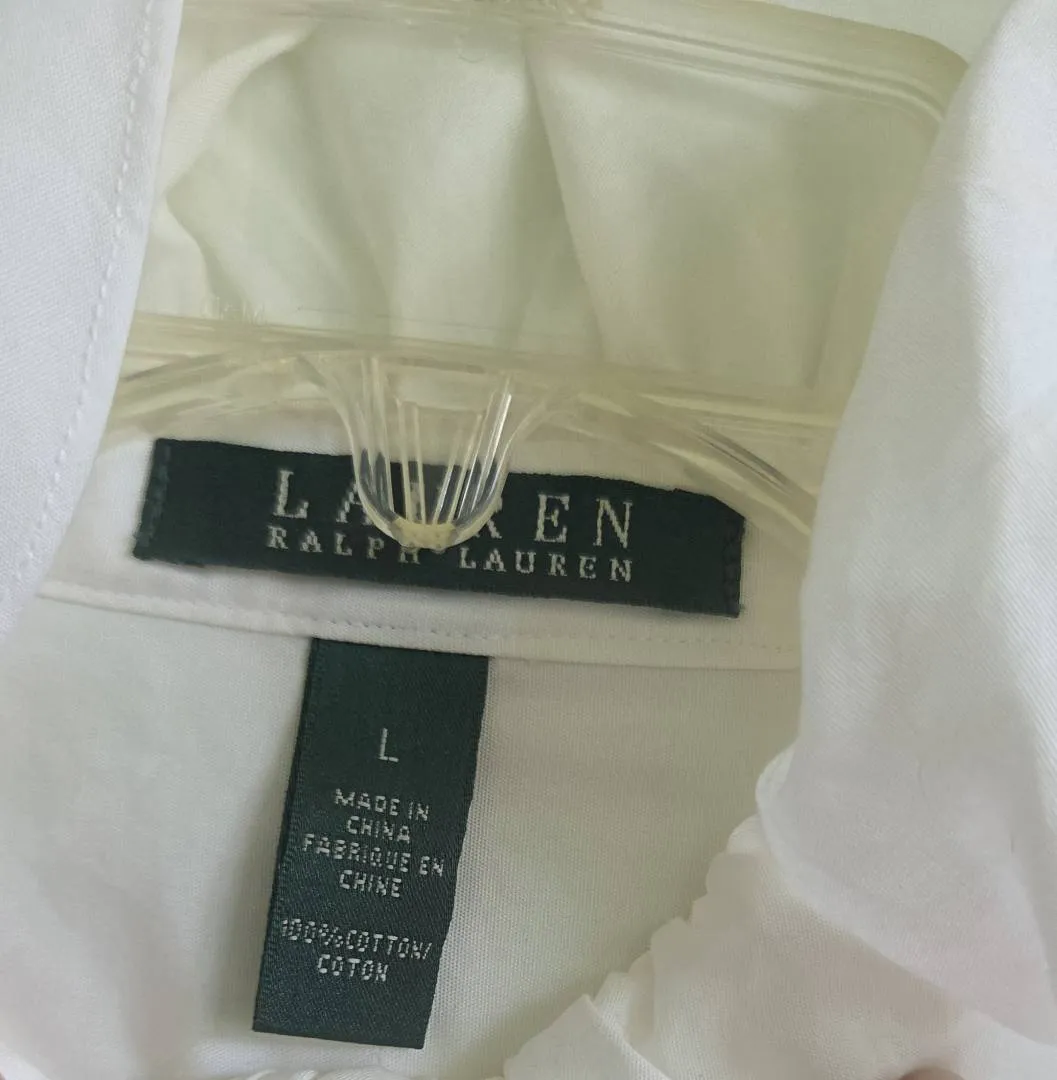 LAUREN
RALPH LAUREN
L
MADE IN
CHINA
FABRIQUE EN
CHINE
100%COTTON/
COTON